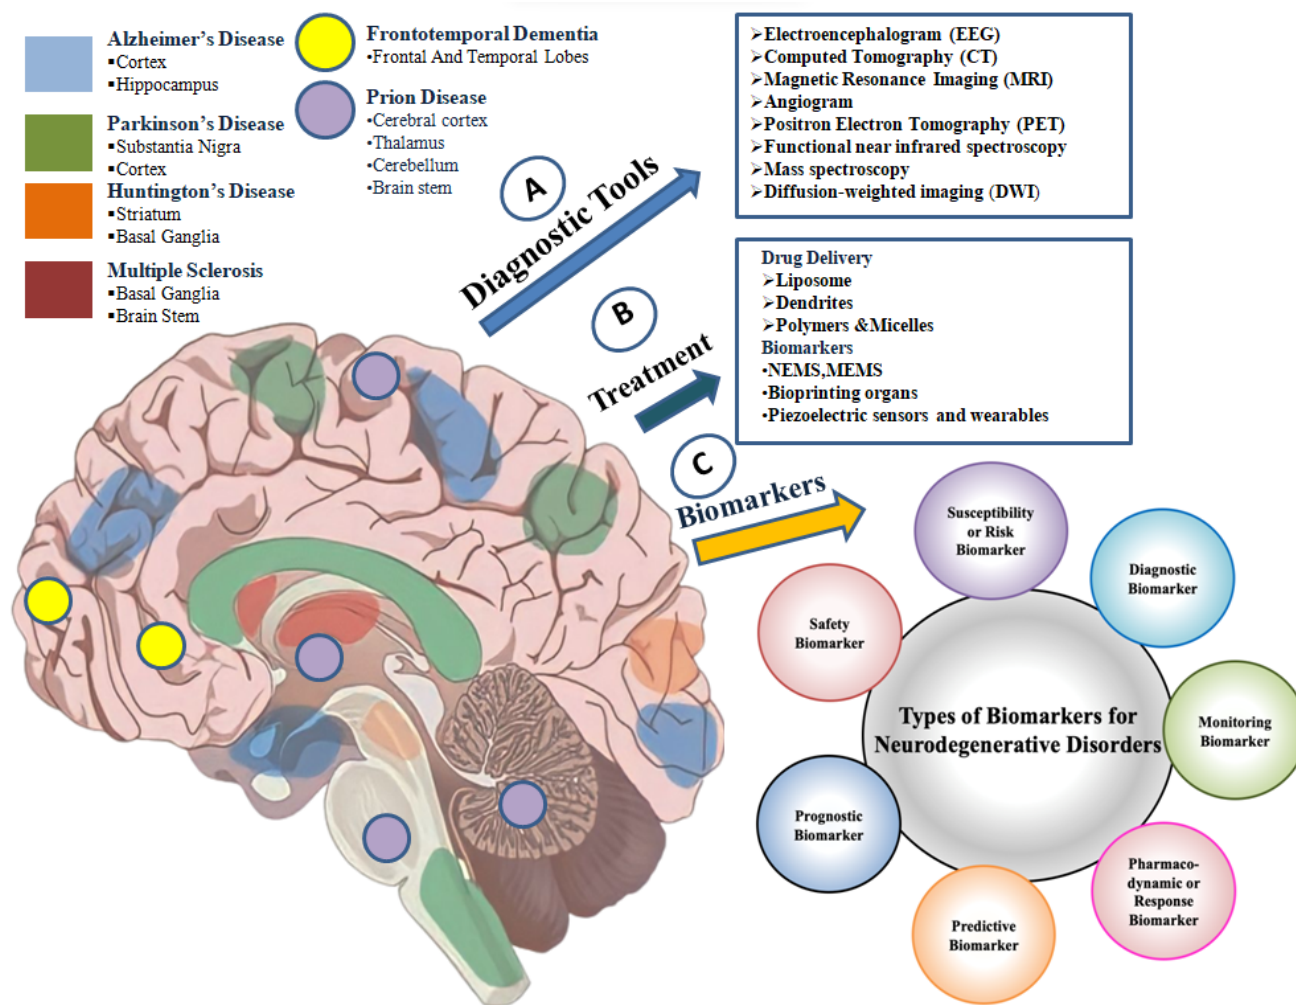 Alzheimer's Disease
▪Cortex
▪Hippocampus
Parkinson's Disease
▪Substantia Nigra
▪Cortex
Huntington's Disease
▪Striatum
▪Basal Ganglia
Multiple Sclerosis
▪Basal Ganglia
▪Brain Stem
Frontotemporal Dementia
•Frontal And Temporal Lobes
Prion Disease
•Cerebral cortex
•Thalamus
•Cerebellum
•Brain stem
A
Diagnostic Tools
➢Electroencephalogram (EEG)
➢Computed Tomography (CT)
➢Magnetic Resonance Imaging (MRI)
➢Angiogram
➢Positron Electron Tomography (PET)
➢Functional near infrared spectroscopy
➢Mass spectroscopy
➢Diffusion-weighted imaging (DWI)
B
Treatment
Drug Delivery
➢Liposome
➢Dendrites
➢Polymers &Micelles
Biomarkers
•NEMS,MEMS
•Bioprinting organs
•Piezoelectric sensors and wearables
C
Biomarkers
Susceptibility
or Risk
Biomarker
Diagnostic
Biomarker
Monitoring
Biomarker
Pharmaco-
dynamic or
Response
Biomarker
Predictive
Biomarker
Prognostic
Biomarker
Safety
Biomarker
Types of Biomarkers for
Neurodegenerative Disorders